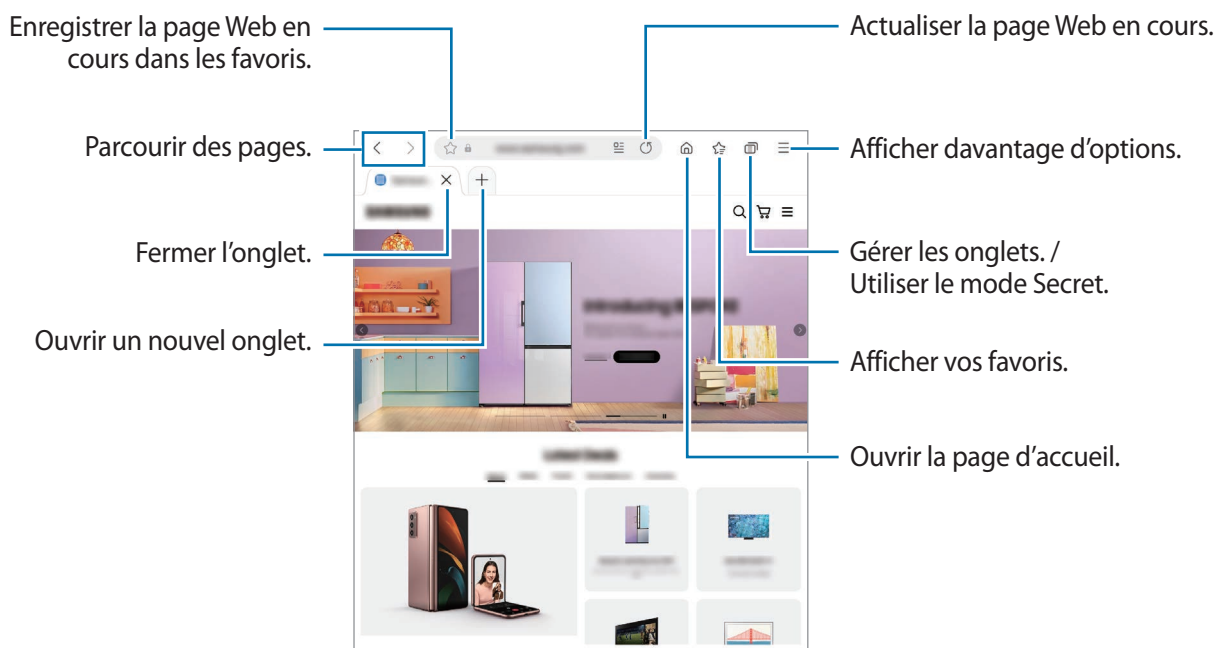 Enregistrer la page Web en
cours dans les favoris.
Actualiser la page Web en cours.
Parcourir des pages.
Afficher davantage d'options.
Fermer l'onglet.
Gérer les onglets. /
Utiliser le mode Secret.
Ouvrir un nouvel onglet.
Afficher vos favoris.
Ouvrir la page d'accueil.